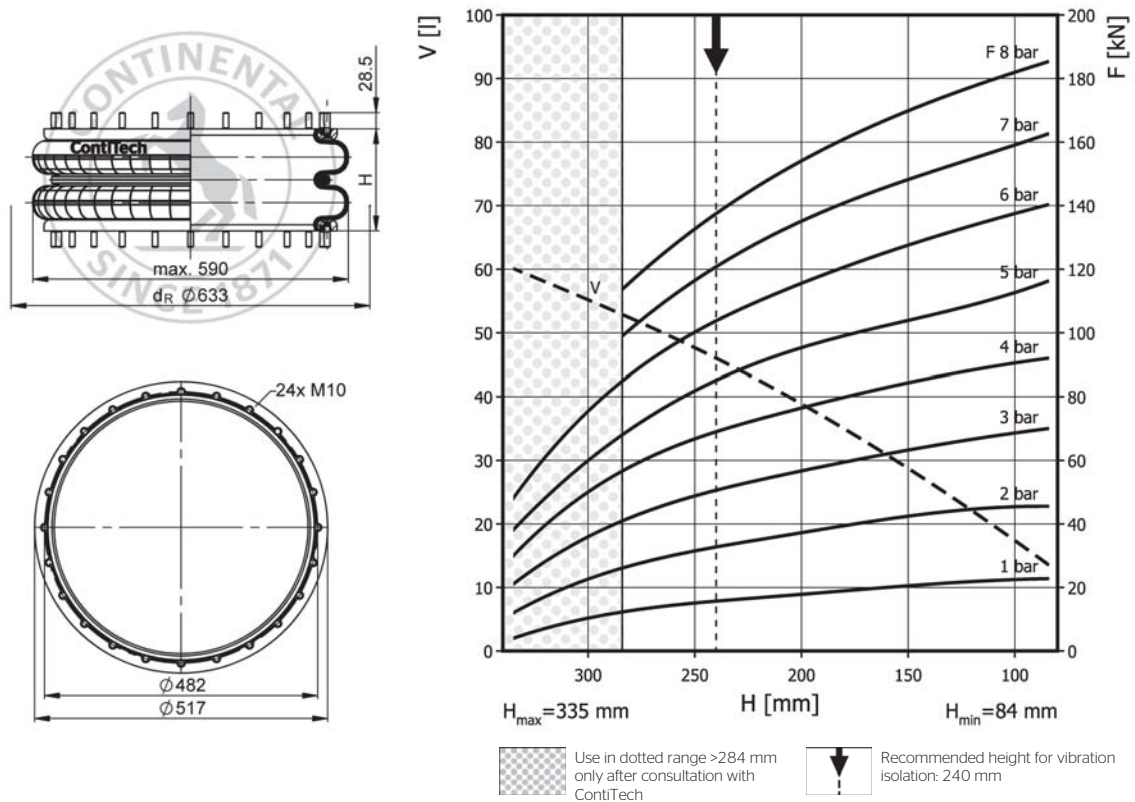 CONTINENTAL
ContiTech
SINCE 1871
28.5
H
max. 590
dR Ø633
24x M10
Ø482
Ø517
V [l]
F [kN]
100
90
80
70
60
50
40
30
20
10
0
200
180
160
140
120
100
80
60
40
20
0
F 8 bar
7 bar
6 bar
5 bar
4 bar
3 bar
2 bar
1 bar
V
300
250
200
150
100
Hmax=335 mm
H [mm]
Hmin=84 mm
Use in dotted range >284 mm
only after consultation with
ContiTech
Recommended height for vibration
isolation: 240 mm